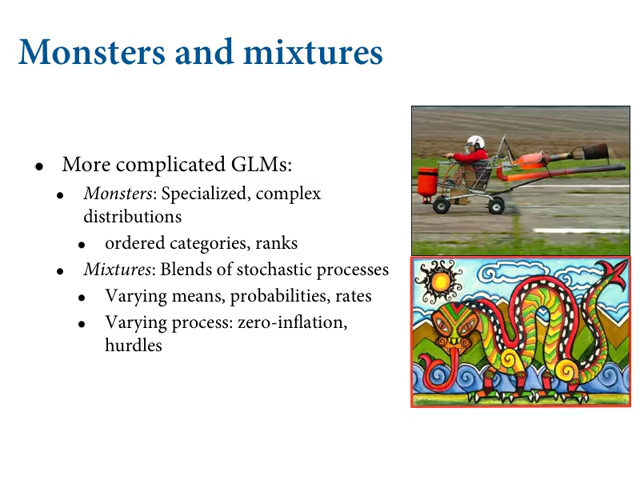 Monsters and mixtures
• More complicated GLMs:
• Monsters: Specialized, complex
distributions
• ordered categories, ranks
• Mixtures: Blends of stochastic processes
• Varying means, probabilities, rates
• Varying process: zero-inflation,
hurdles